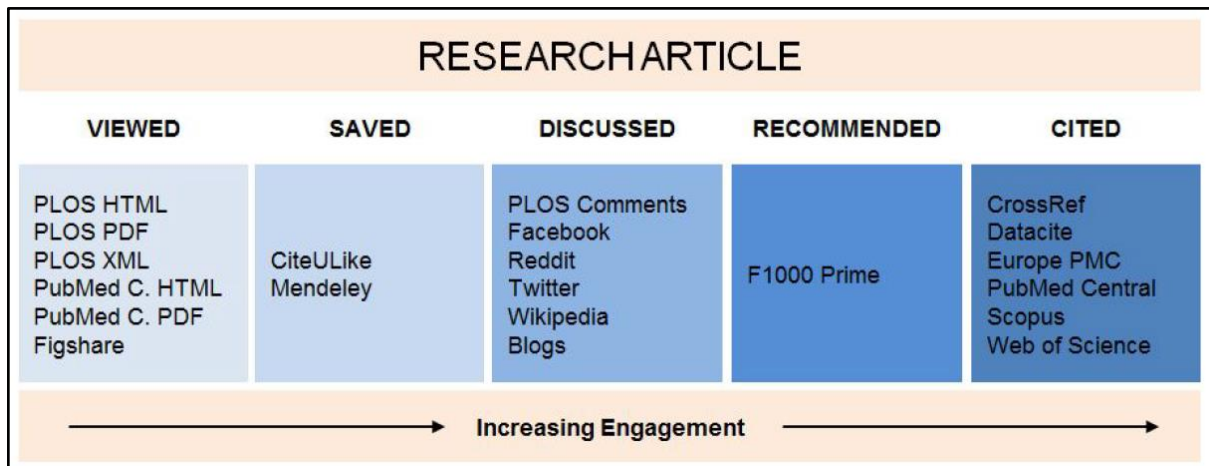 RESEARCH ARTICLE
VIEWED
PLOS HTML
PLOS PDF
PLOS XML
PubMed C. HTML
PubMed C. PDF
Figshare
SAVED
CiteULike
Mendeley
DISCUSSED
PLOS Comments
Facebook
Reddit
Twitter
Wikipedia
Blogs
RECOMMENDED
F1000 Prime
CITED
CrossRef
Datacite
Europe PMC
PubMed Central
Scopus
Web of Science
Increasing Engagement